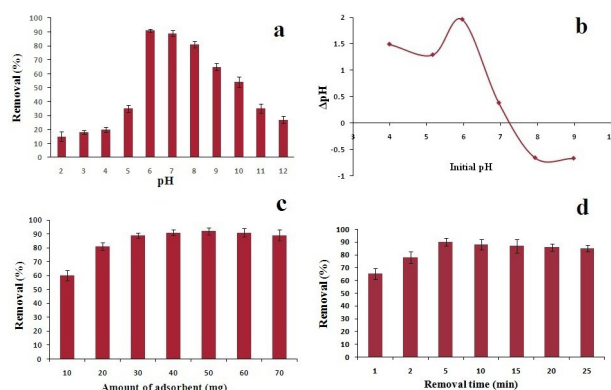 a
Removal (%)
100
90
80
70
60
50
40
30
20
10
0
2 3 4 5 6 7 8 9 10 11 12
pH
b
ΔpH
2
1.5
1
0.5
0
-0.5
-1
3 4 5 6 7 8 9 1
Initial pH
c
Removal (%)
100
90
80
70
60
50
40
30
20
10
0
10 20 30 40 50 60 70
Amount of adsorbent (mg)
d
Removal (%)
100
90
80
70
60
50
40
30
20
10
0
1 2 5 10 15 20 25
Removal time (min)